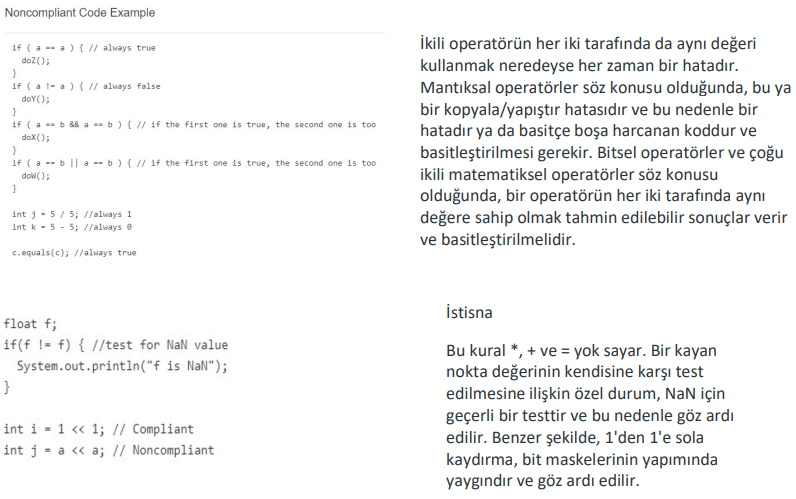 Noncompliant Code Example
if ( a == a ) { // always true
  doZ();
}
if ( a != a ) { // always false
  doY();
}
if ( a == b && a == b ) { // if the first one is true, the second one is too
  doX();
}
if ( a == b || a == b ) { // if the first one is true, the second one is too
  doW();
}

int j = 5 / 5; //always 1
int k = 5 - 5; //always 0

c.equals(c); //always true
İkili operatörün her iki tarafında da aynı değeri
kullanmak neredeyse her zaman bir hatadır.
Mantıksal operatörler söz konusu olduğunda, bu ya
bir kopyala/yapıştır hatasıdır ve bu nedenle bir
hatadır ya da basitçe boşa harcanan koddur ve
basitleştirilmesi gerekir. Bitsel operatörler ve çoğu
ikili matematiksel operatörler söz konusu
olduğunda, bir operatörün her iki tarafında aynı
değere sahip olmak tahmin edilebilir sonuçlar verir
ve basitleştirilmelidir.
float f;
if(f != f) { //test for NaN value
  System.out.println("f is NaN");
}

int i = 1 << 1; // Compliant
int j = a << a; // Noncompliant
İstisna
Bu kural *, + ve = yok sayar. Bir kayan
nokta değerinin kendisine karşı test
edilmesine ilişkin özel durum, NaN için
geçerli bir testtir ve bu nedenle göz ardı
edilir. Benzer şekilde, 1'den 1'e sola
kaydırma, bit maskelerinin yapımında
yaygındır ve göz ardı edilir.